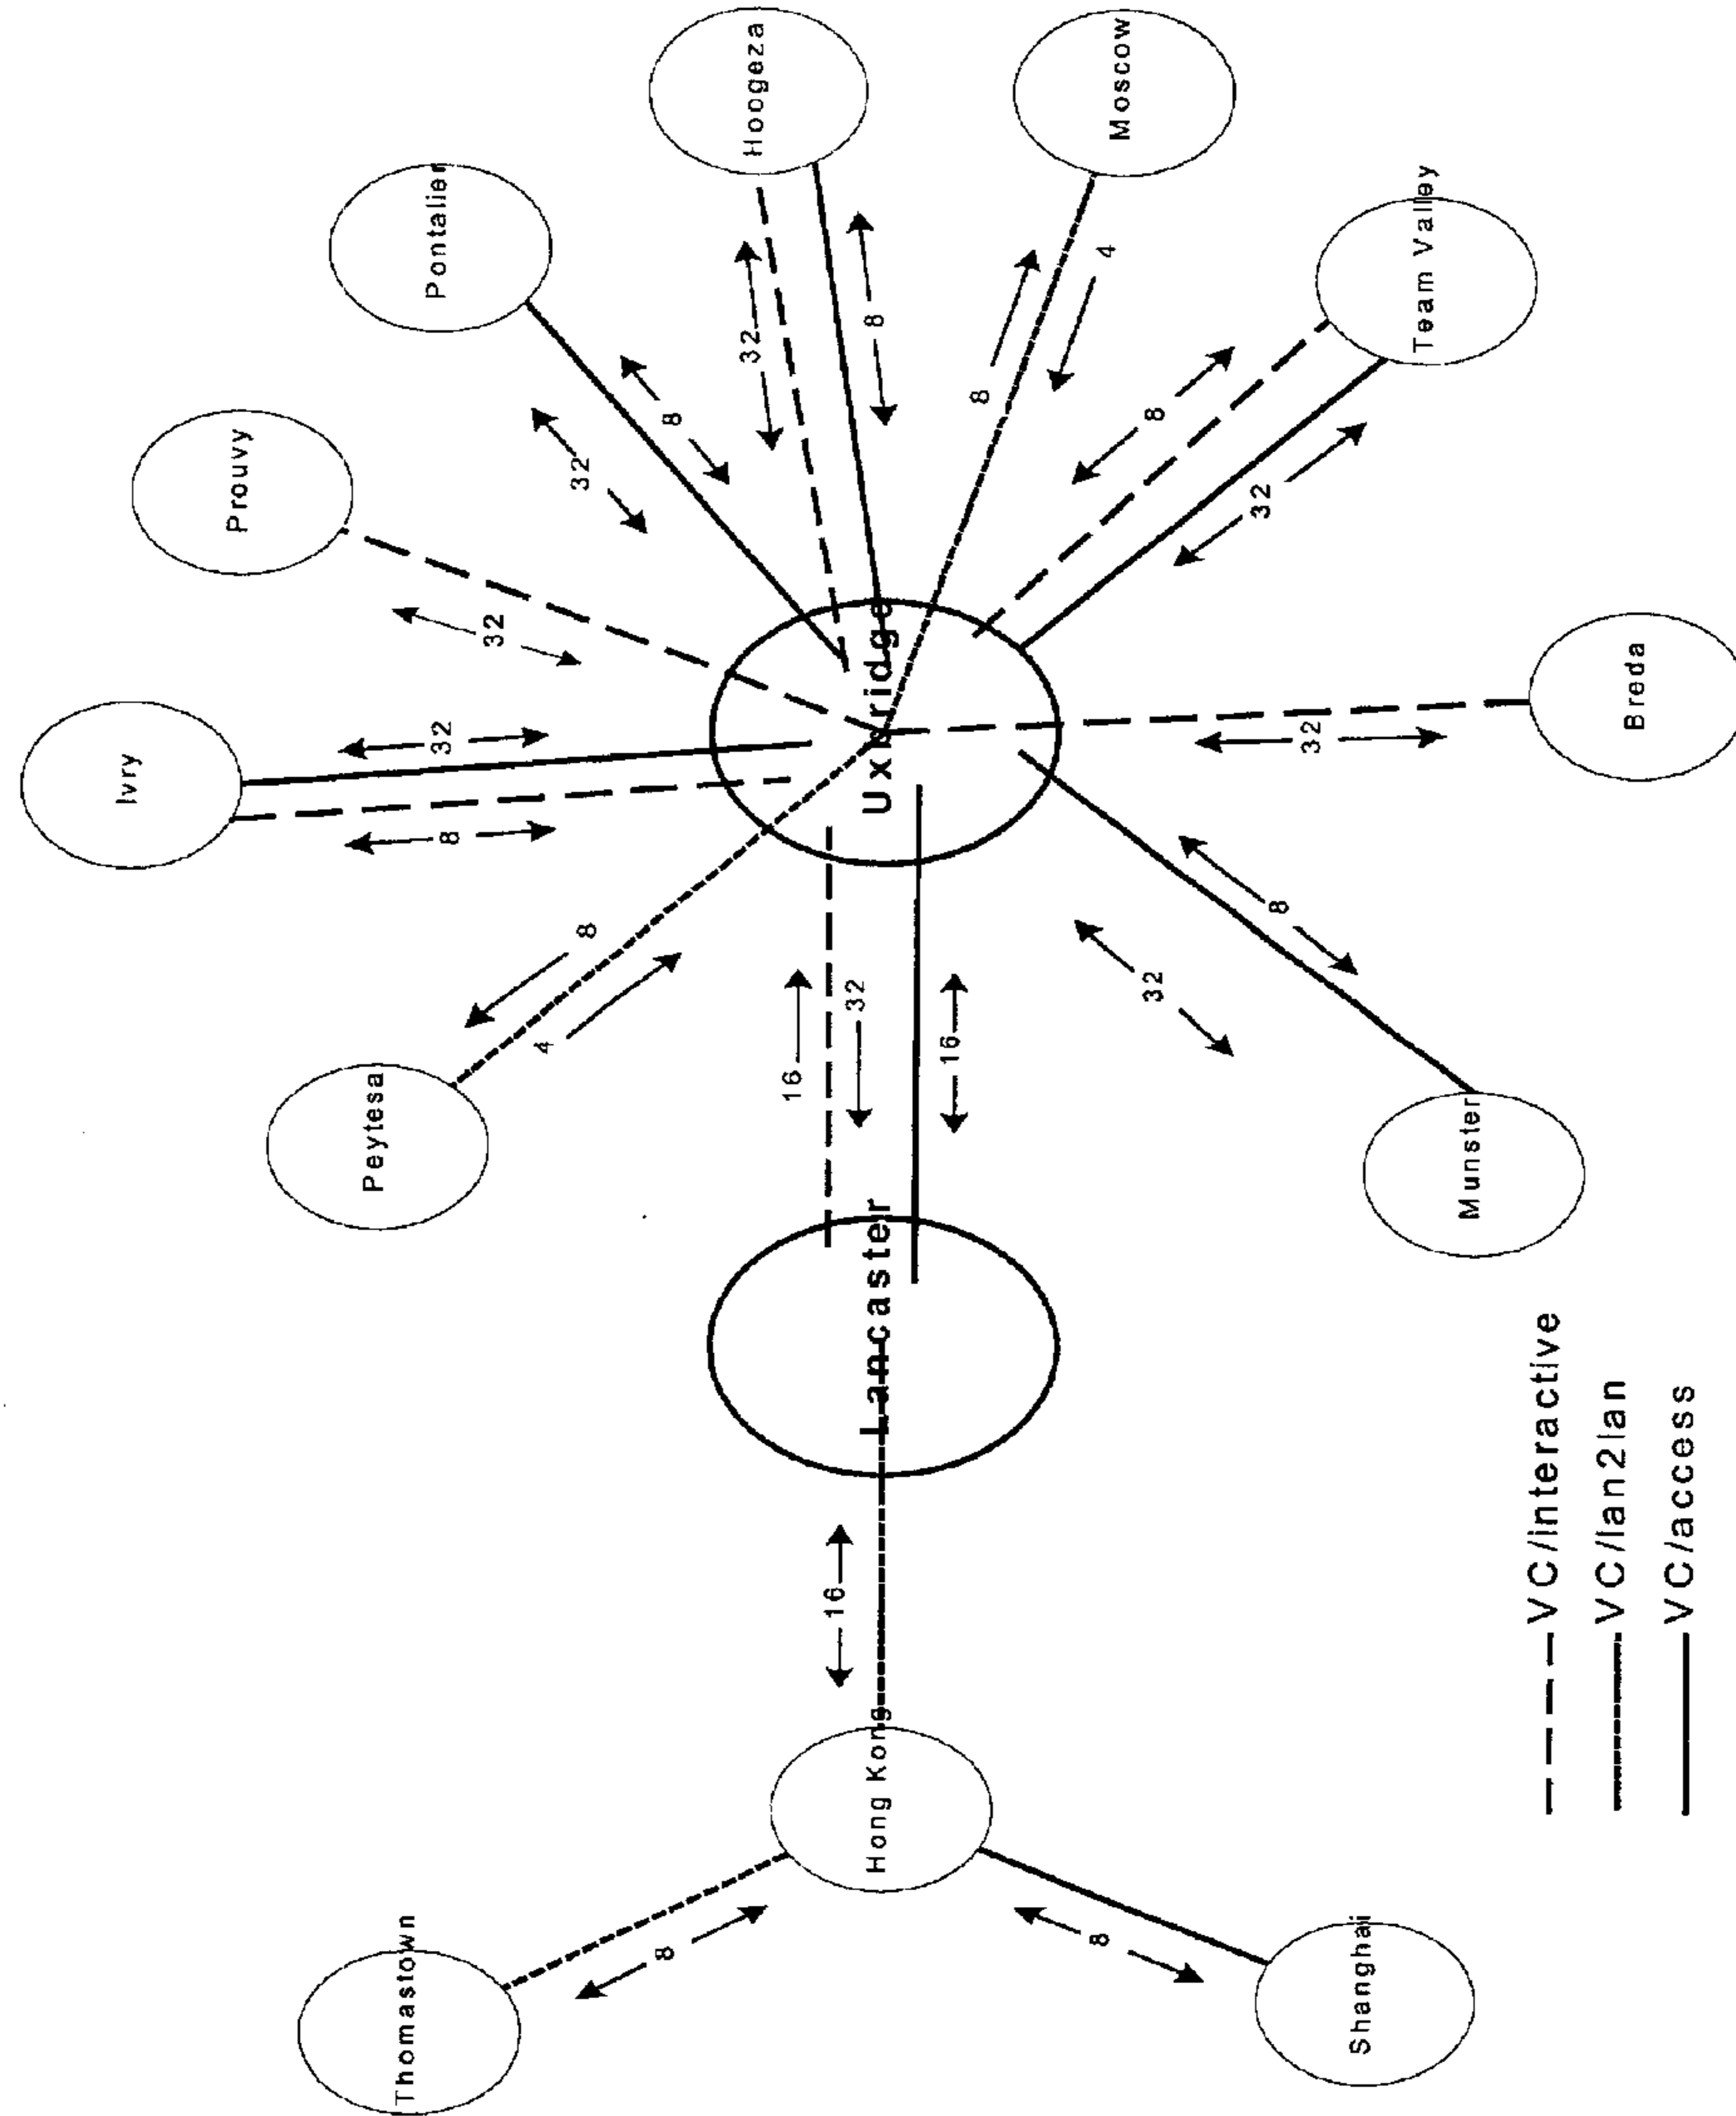 Ivry
Prouvy
Peytesa
Thomastown
Pontalier
8
32
32
4
8
32
8
8
32
Hoogeza
16
16
32
Hong Kong
Lancaster
Uxbridge
8
16
8
8
4
Moscow
32
8
32
8
32
Shanghai
Team Valley
Munster
Breda
VC/interactive
VC/lan2lan
VC/access